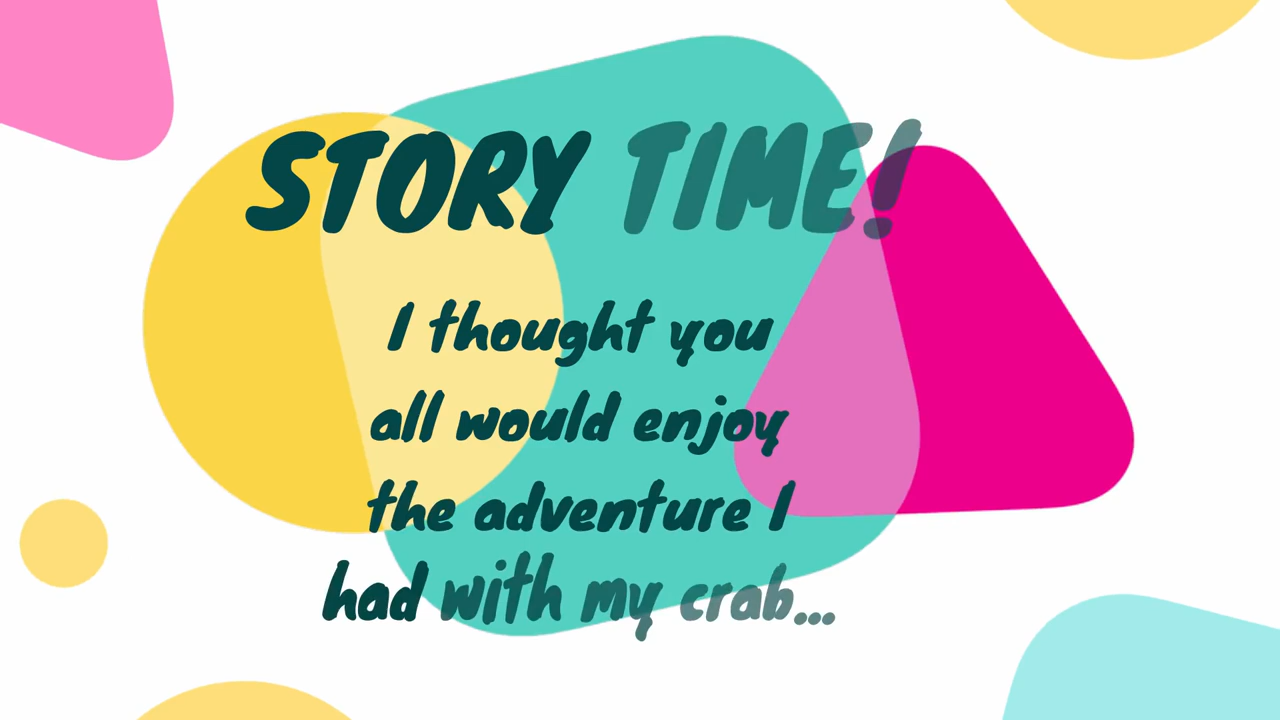 STORY TIME!
I thought you
all would enjoy
the adventure I
had with my crab...